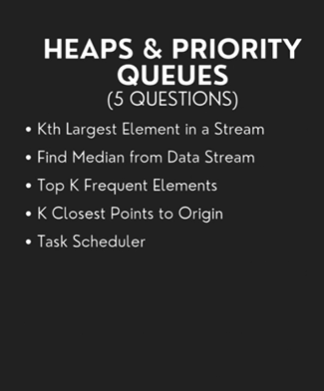 HEAPS & PRIORITY
QUEUES
(5 QUESTIONS)
• Kth Largest Element in a Stream
• Find Median from Data Stream
• Top K Frequent Elements
• K Closest Points to Origin
• Task Scheduler